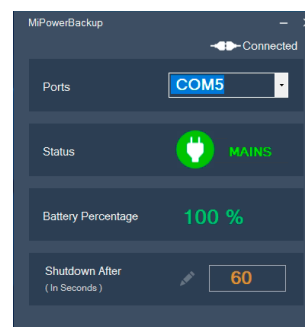 MiPowerBackup
Connected
Ports COM5
Status MAINS
Battery Percentage 100 %
Shutdown After 60
( In Seconds )